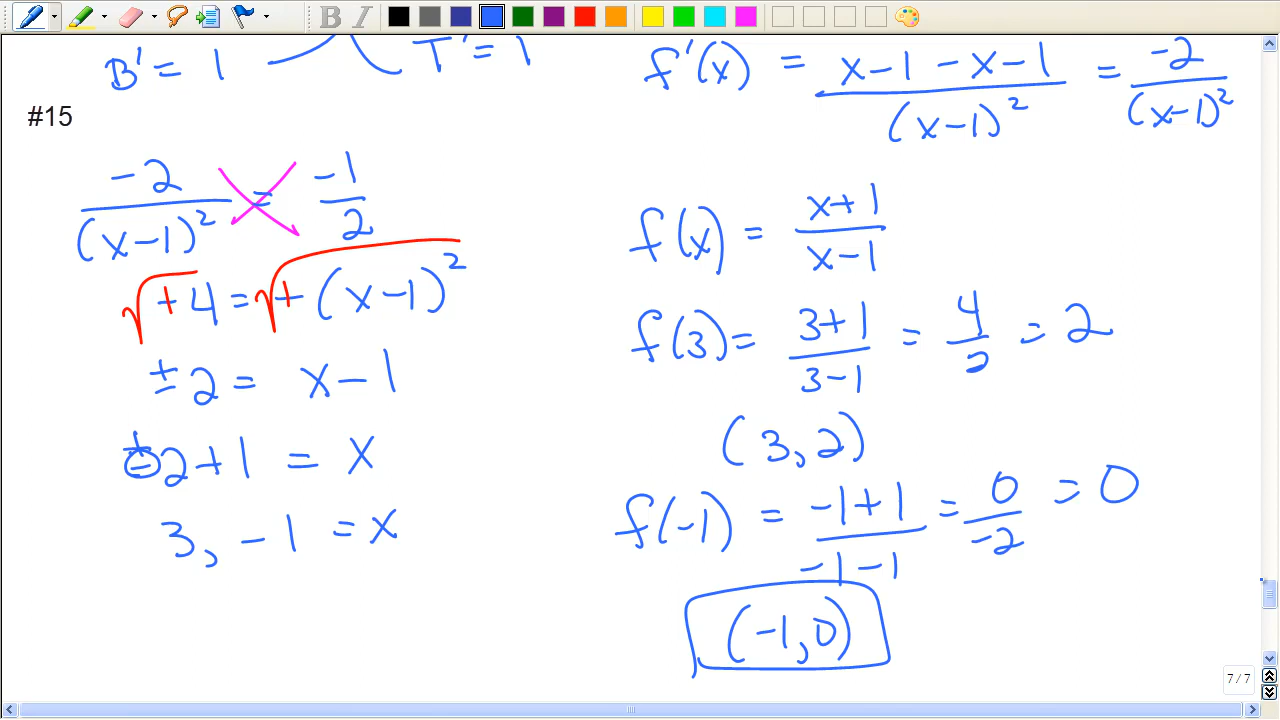 B I
B' = 1
T' = 1
f'(x) = (x-1-x-1)/(x-1)² = -2/(x-1)²
#15
-2/(x-1)² = -1/2
√+4 = √+(x-1)²
±2 = x-1
±2+1 = x
3, -1 = x
f(x) = (x+1)/(x-1)
f(3) = (3+1)/(3-1) = 4/2 = 2
(3, 2)
f(-1) = (-1+1)/(-1-1) = 0/-2 = 0
(-1, 0)
7 / 7